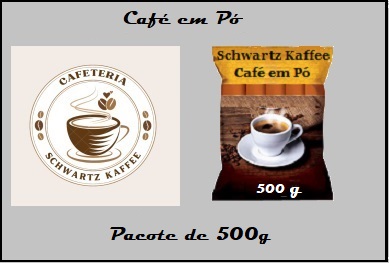 Café em Pó
CAFETERIA
SCHWARTZ KAFFEE
Schwartz Kaffee
Café em Pó
500 g
Pacote de 500g